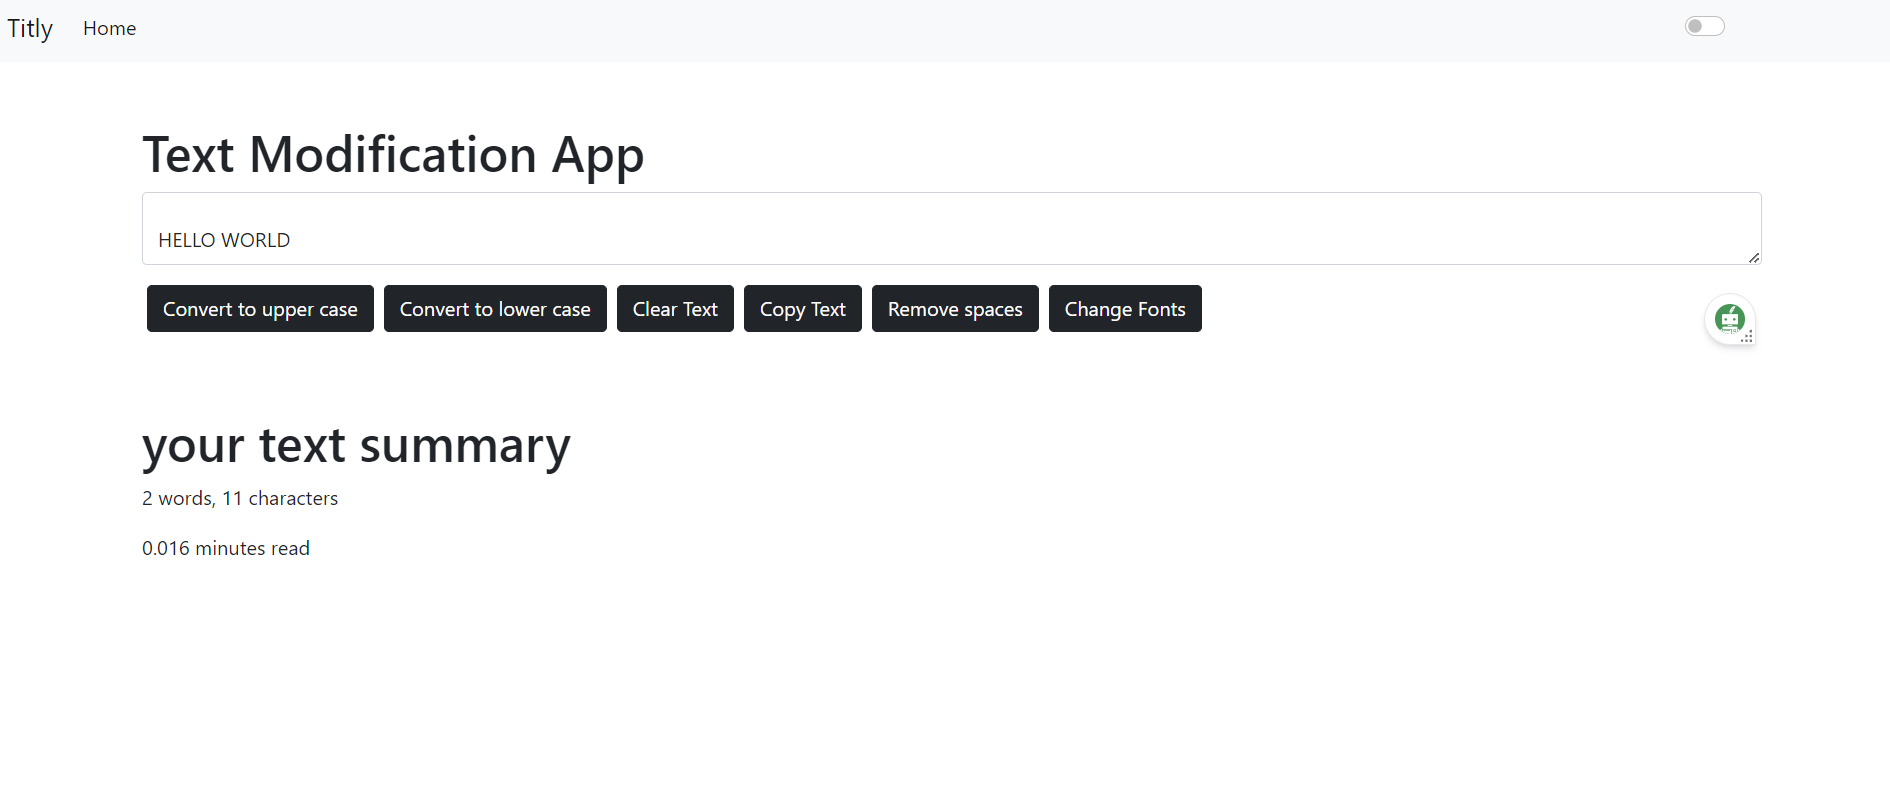 Titly Home
Text Modification App
HELLO WORLD
Convert to upper case Convert to lower case Clear Text Copy Text Remove spaces Change Fonts
your text summary
2 words, 11 characters
0.016 minutes read